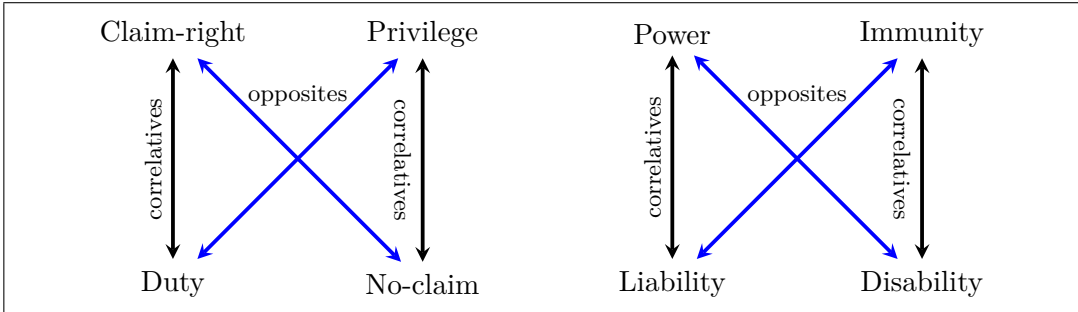 Claim-right Privilege Power Immunity
opposites opposites
correlatives correlatives correlatives correlatives
Duty No-claim Liability Disability